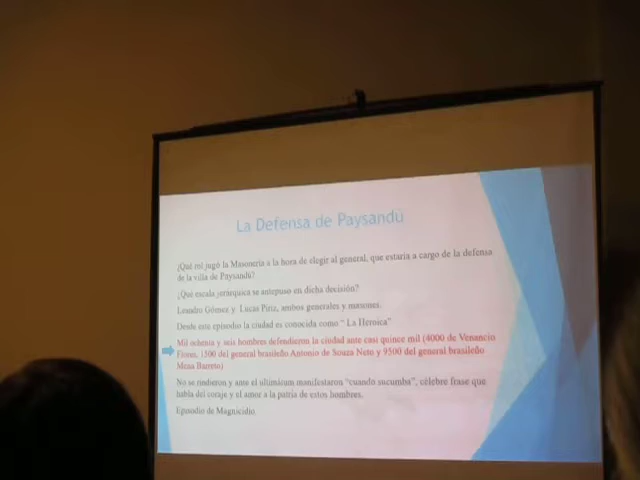 La Defensa de Paysandú
¿Qué rol jugó la Masonería a la hora de elegir al general, que estaría a cargo de la defensa
de la villa de Paysandú?
¿Qué escala jerárquica se antepuso en dicha decisión?
Leandro Gómez y Lucas Piriz, ambos generales y masones.
Desde este episodio la ciudad es conocida como " La Heroica"
Mil ochenta y seis hombres defendieron la ciudad ante casi quince mil (4000 de Venancio
Flores, 1500 del general brasileño Antonio de Souza Neto y 9500 del general brasileño
Mena Barreto)
No se rindieron y ante el ultimátum manifestaron "cuando sucumba", célebre frase que
habla del coraje y el amor a la patria de estos hombres.
Episodio de Magnicidio